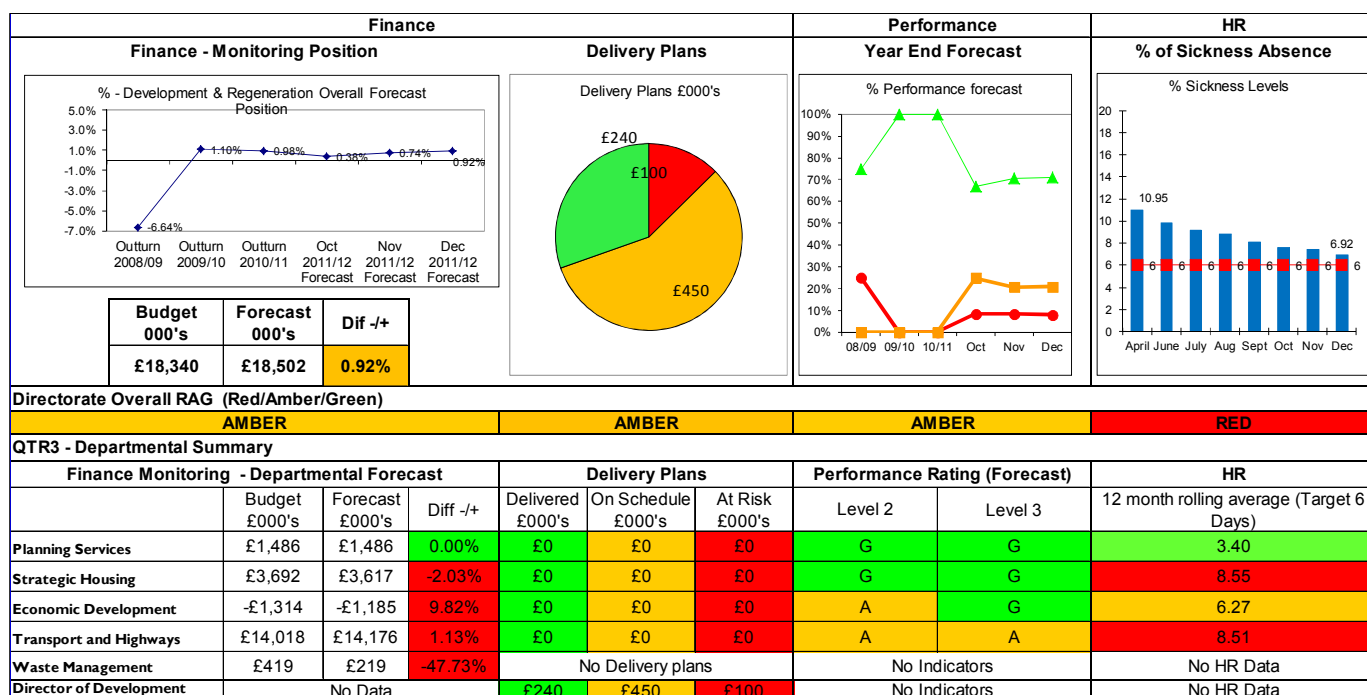 Finance Performance HR
Finance - Monitoring Position Delivery Plans Year End Forecast % of Sickness Absence
% - Development & Regeneration Overall Forecast
Position
5.0%
3.0%
1.0%
-1.0%
-3.0%
-5.0%
-7.0%
-6.64% 1.10% 0.98% 0.38% 0.74% 0.92%
Outturn Outturn Outturn Oct Nov Dec
2008/09 2009/10 2010/11 2011/12 2011/12 2011/12
Forecast Forecast Forecast
Budget Forecast Dif -/+
000's 000's
£18,340 £18,502 0.92%
Delivery Plans £000's
£240
£100
£450
% Performance forecast
100%
90%
80%
70%
60%
50%
40%
30%
20%
10%
0%
08/09 09/10 10/11 Oct Nov Dec
% Sickness Levels
20
18
16
14
12
10
8
6
4
2
0
10.95
6.92
6 6 6 6 6 6 6 6
April June July Aug Sept Oct Nov Dec
Directorate Overall RAG (Red/Amber/Green)
AMBER AMBER AMBER RED
QTR3 - Departmental Summary
Finance Monitoring - Departmental Forecast Delivery Plans Performance Rating (Forecast) HR
Budget Forecast Diff -/+ Delivered On Schedule At Risk Level 2 Level 3 12 month rolling average (Target 6
£000's £000's £000's £000's £000's Days)
Planning Services £1,486 £1,486 0.00% £0 £0 £0 G G 3.40
Strategic Housing £3,692 £3,617 -2.03% £0 £0 £0 G G 8.55
Economic Development -£1,314 -£1,185 9.82% £0 £0 £0 A G 6.27
Transport and Highways £14,018 £14,176 1.13% £0 £0 £0 A A 8.51
Waste Management £419 £219 -47.73% No Delivery plans No Indicators No HR Data
Director of Development No Data £240 £450 £100 No Indicators No HR Data